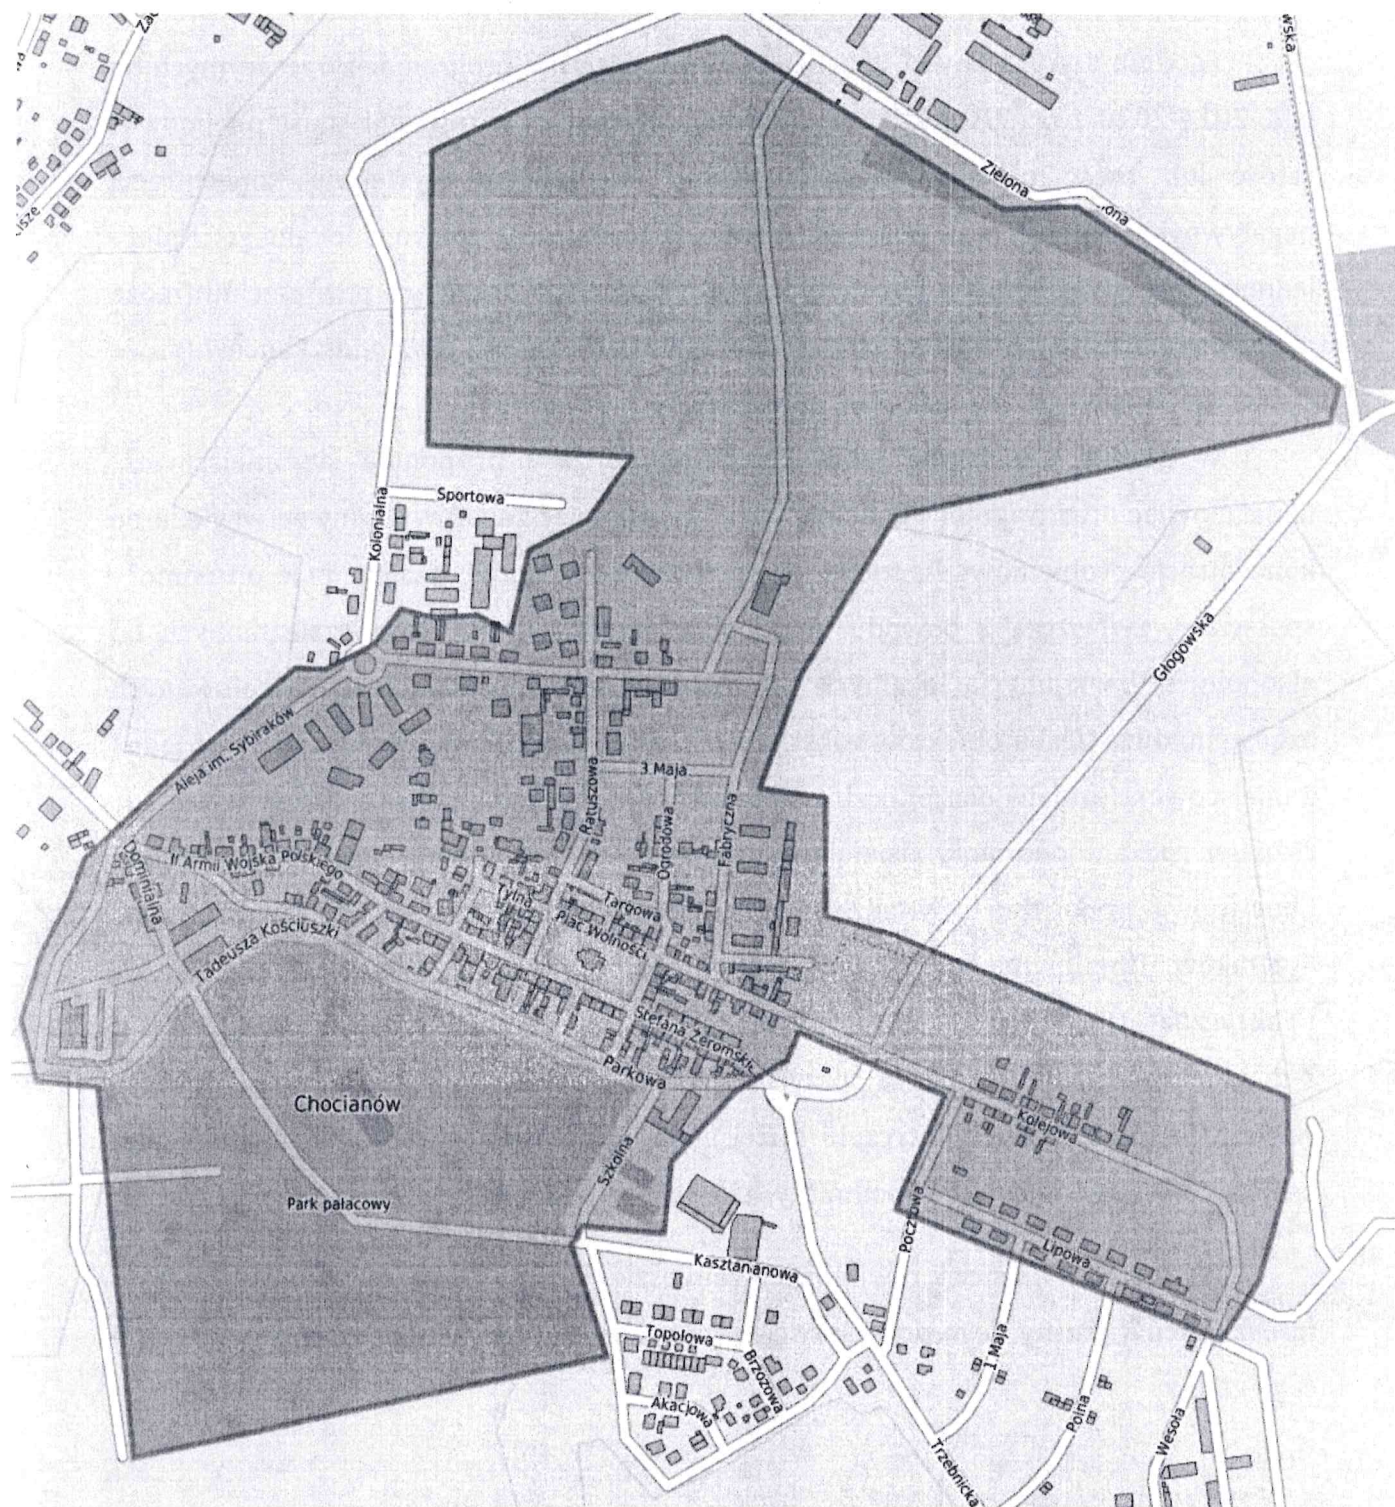 Zielona
Sportowa
Kolonialna
Głogowska
Aleja im. Sybiraków
3 Maja
Ratuszowa
Ogrodowa
Fabryczna
II Armii Wojska Polskiego
Dominialna
Tylna
Targowa
Plac Wolności
Tadeusza Kościuszki
Stefana Żeromski
Parkowa
Chocianów
Kolejowa
Szkolna
Park pałacowy
Pocztowa
Lipowa
Kasztananowa
Topolowa
1 Maja
Brzozowa
Akacjowa
Polna
Wesoła
Trzebnicka